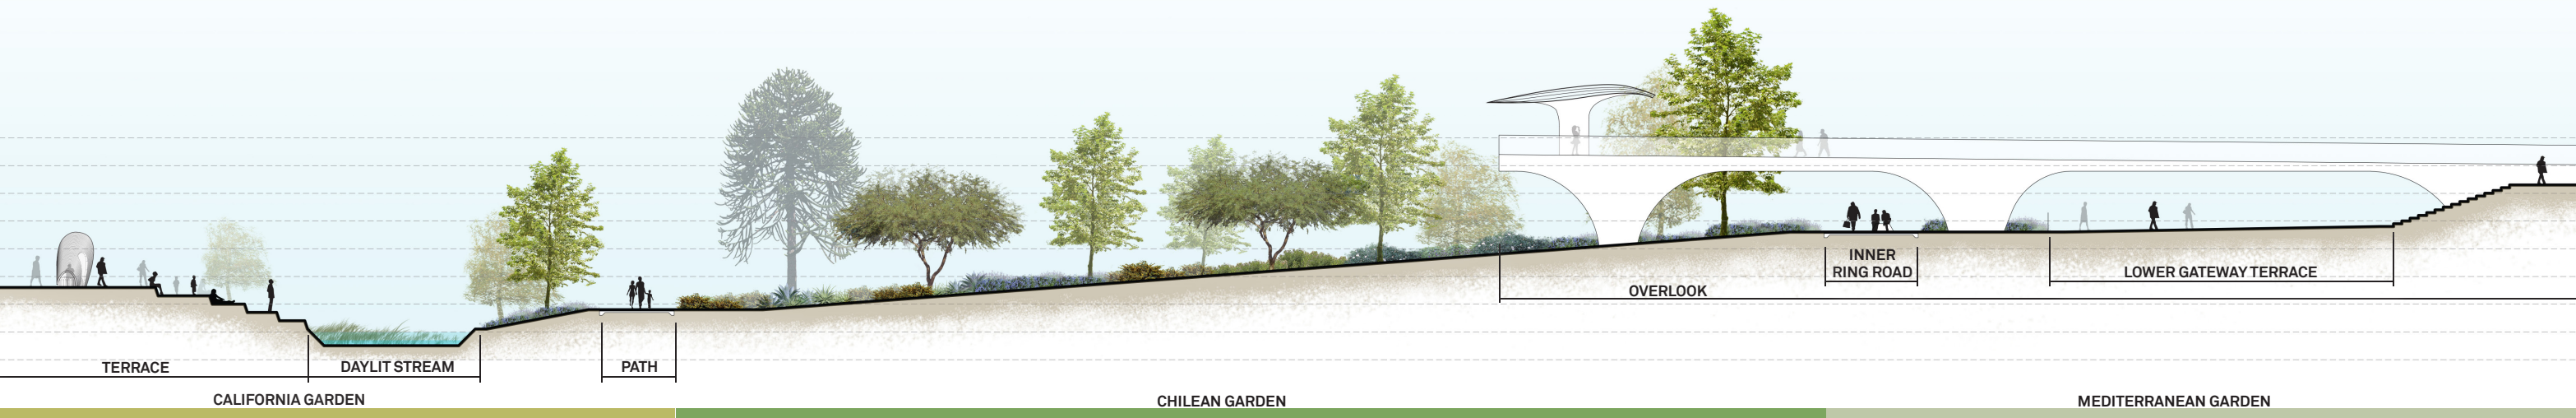 INNER
RING ROAD
LOWER GATEWAY TERRACE
OVERLOOK
TERRACE
DAYLIT STREAM
PATH
CALIFORNIA GARDEN
CHILEAN GARDEN
MEDITERRANEAN GARDEN